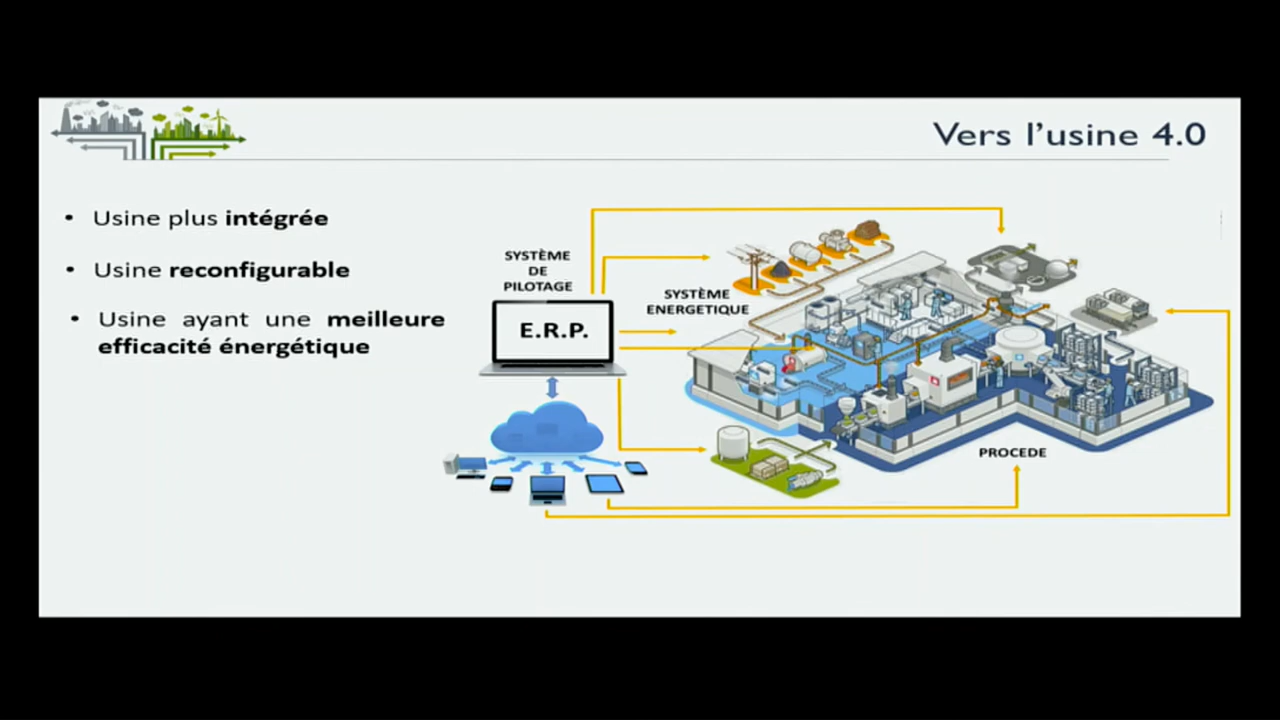 Vers l'usine 4.0
• Usine plus intégrée
• Usine reconfigurable
• Usine ayant une meilleure
efficacité énergétique
SYSTÈME
DE
PILOTAGE
E.R.P.
SYSTÈME
ENERGETIQUE
PROCEDE